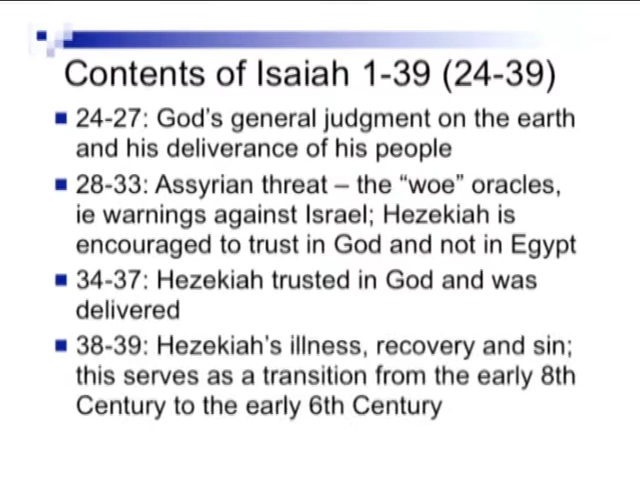 Contents of Isaiah 1-39 (24-39)
24-27: God's general judgment on the earth
and his deliverance of his people
28-33: Assyrian threat – the “woe” oracles,
ie warnings against Israel; Hezekiah is
encouraged to trust in God and not in Egypt
34-37: Hezekiah trusted in God and was
delivered
38-39: Hezekiah's illness, recovery and sin;
this serves as a transition from the early 8th
Century to the early 6th Century